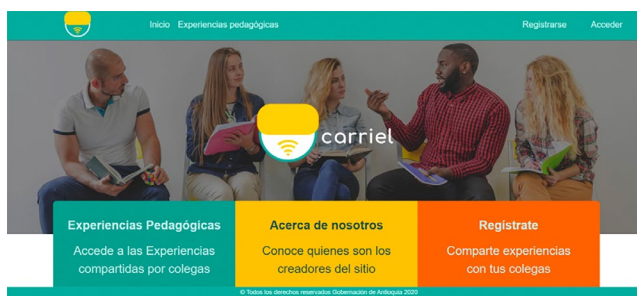 Inicio Experiencias pedagógicas Registrarse Acceder
carriel
Experiencias Pedagógicas
Accede a las Experiencias
compartidas por colegas
Acerca de nosotros
Conoce quienes son los
creadores del sitio
Regístrate
Comparte experiencias
con tus colegas
© Todos los derechos reservados Gobernación de Antioquia 2020